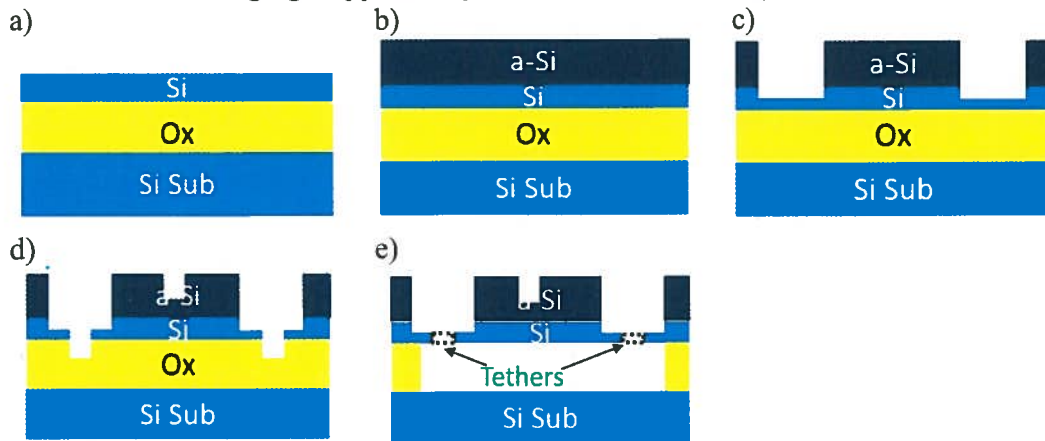 a)
Si
Ox
Si Sub
b)
a-Si
Si
Ox
Si Sub
c)
a-Si
Si
Ox
Si Sub
d)
a-Si
Si
Ox
Si Sub
e)
a-Si
Si
Tethers
Si Sub